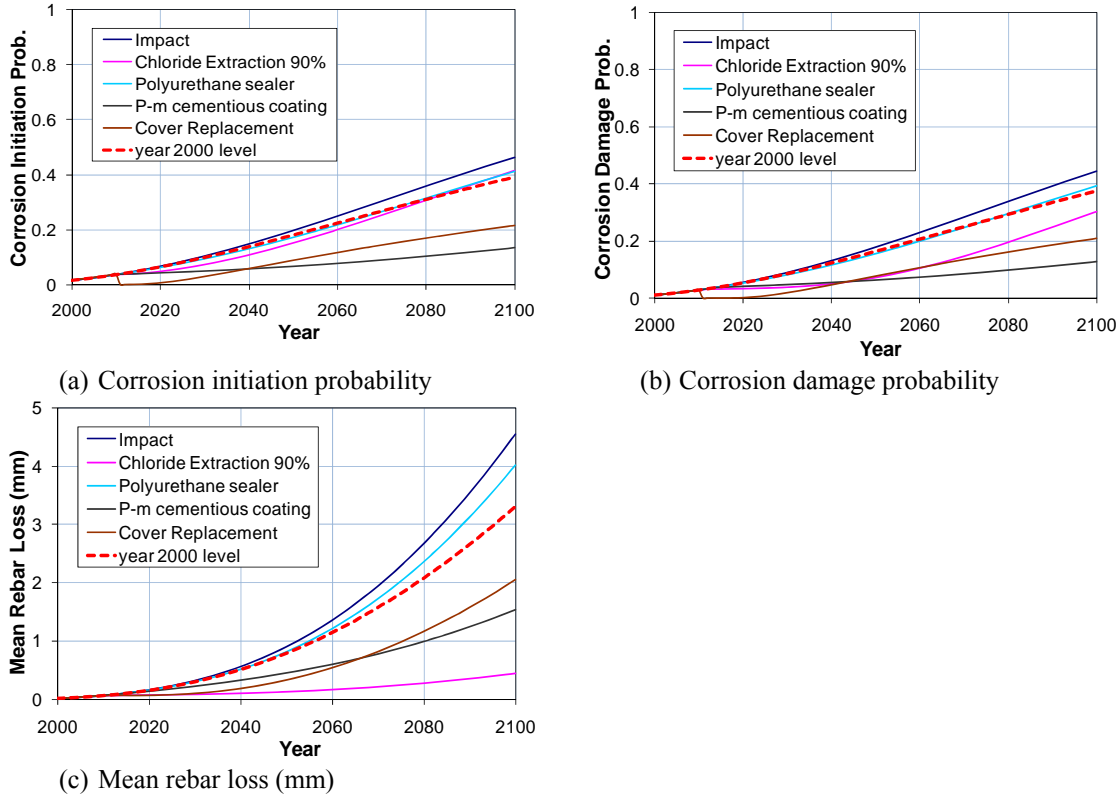 1
0.8
0.6
0.4
0.2
0
Corrosion Initiation Prob.
Impact
Chloride Extraction 90%
Polyurethane sealer
P-m cementious coating
Cover Replacement
year 2000 level
2000 2020 2040 2060 2080 2100
Year
(a) Corrosion initiation probability
1
0.8
0.6
0.4
0.2
0
Corrosion Damage Prob.
Impact
Chloride Extraction 90%
Polyurethane sealer
P-m cementious coating
Cover Replacement
year 2000 level
2000 2020 2040 2060 2080 2100
Year
(b) Corrosion damage probability
5
4
3
2
1
0
Mean Rebar Loss (mm)
Impact
Chloride Extraction 90%
Polyurethane sealer
P-m cementious coating
Cover Replacement
year 2000 level
2000 2020 2040 2060 2080 2100
Year
(c) Mean rebar loss (mm)